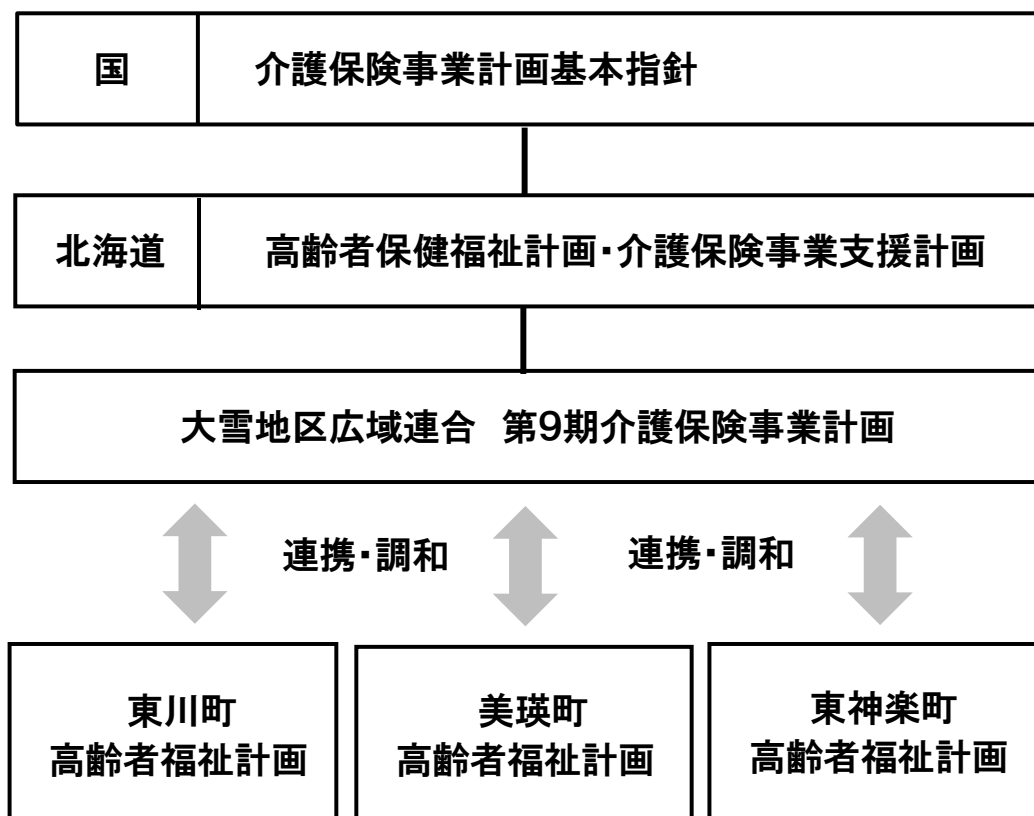 国 介護保険事業計画基本指針
北海道 高齢者保健福祉計画・介護保険事業支援計画
大雪地区広域連合 第9期介護保険事業計画
連携・調和 連携・調和
東川町
高齢者福祉計画
美瑛町
高齢者福祉計画
東神楽町
高齢者福祉計画